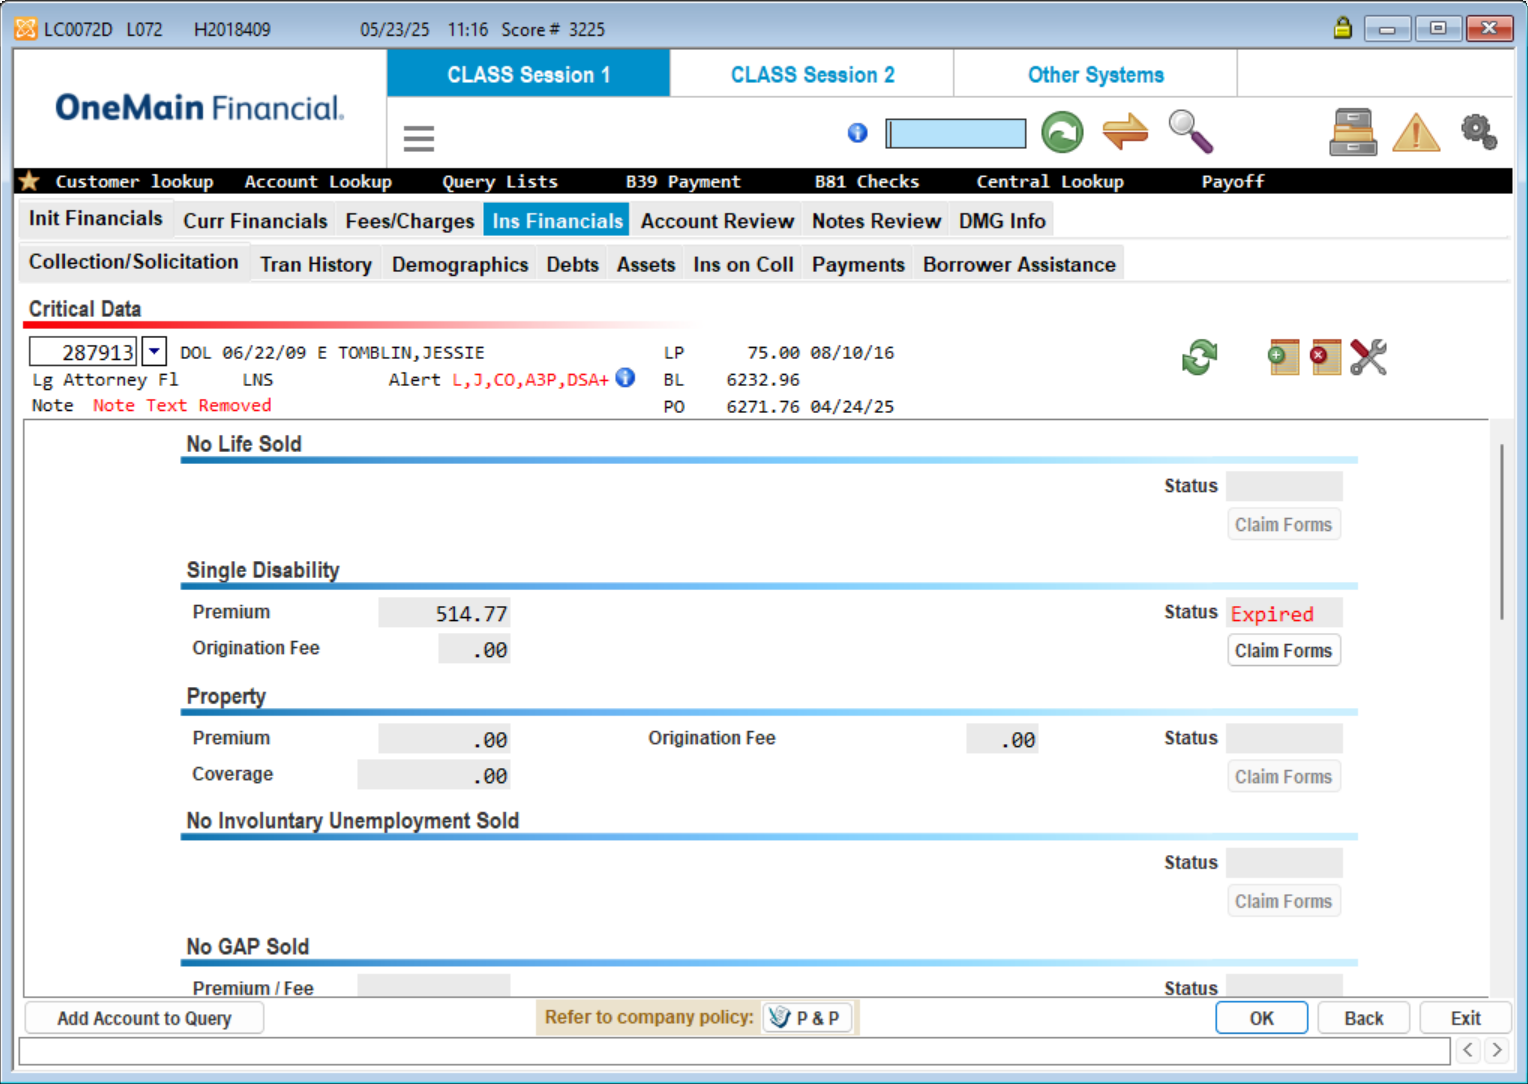 LC0072D L072 H2018409 05/23/25 11:16 Score # 3225
CLASS Session 1 CLASS Session 2 Other Systems
OneMain Financial.
Customer lookup Account Lookup Query Lists B39 Payment B81 Checks Central Lookup Payoff
Init Financials Curr Financials Fees/Charges Ins Financials Account Review Notes Review DMG Info
Collection/Solicitation Tran History Demographics Debts Assets Ins on Coll Payments Borrower Assistance
Critical Data
287913 DOL 06/22/09 E TOMBLIN,JESSIE LP 75.00 08/10/16
Lg Attorney Fl LNS Alert L,J,CO,A3P,DSA+ BL 6232.96
Note Note Text Removed PO 6271.76 04/24/25
No Life Sold
Status
Claim Forms
Single Disability
Premium 514.77 Status Expired
Origination Fee .00 Claim Forms
Property
Premium .00 Origination Fee .00 Status
Coverage .00 Claim Forms
No Involuntary Unemployment Sold
Status
Claim Forms
No GAP Sold
Premium / Fee Status
Add Account to Query Refer to company policy: P & P OK Back Exit